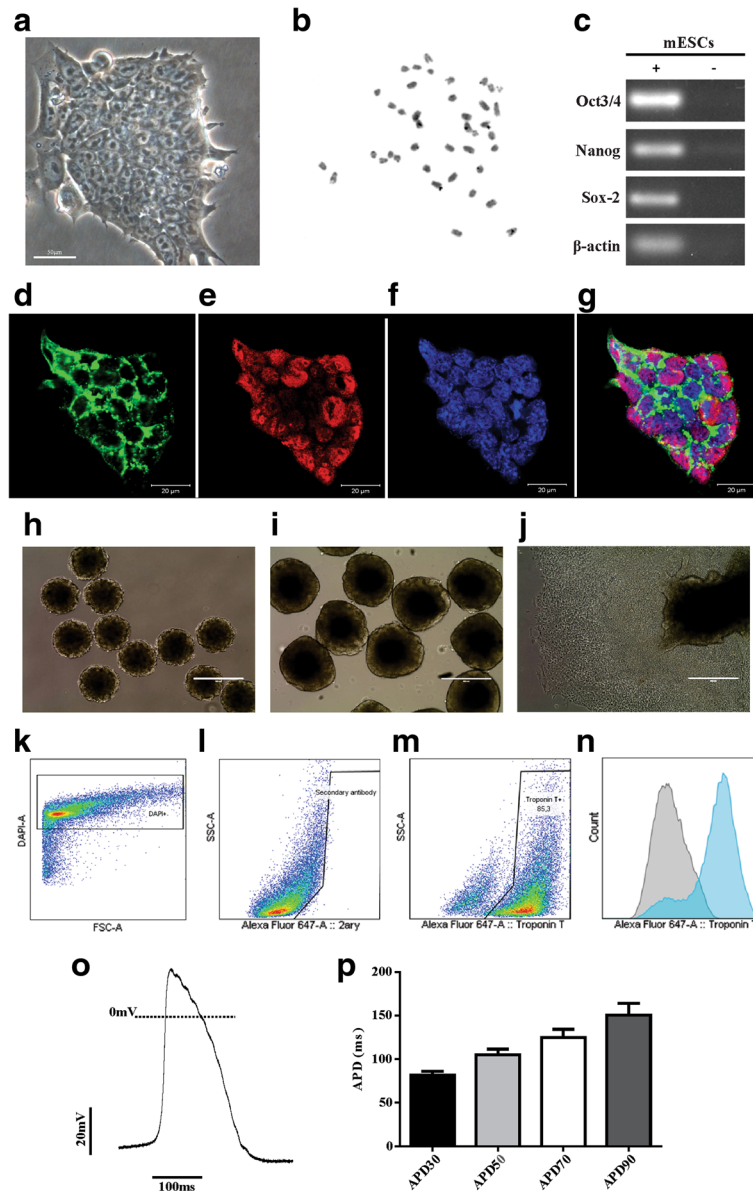 a
b
c
mESCs
+ -
Oct3/4
Nanog
Sox-2
β-actin
50µm
d
e
f
g
20 µm
20 µm
20 µm
20 µm
h
i
j
k
l
m
n
DAPI-A
DAPI+
FSC-A
SSC-A
Secondary antibody
Alexa Fluor 647-A :: 2ary
SSC-A
Troponin T+
85,3
Alexa Fluor 647-A :: Troponin T
Count
Alexa Fluor 647-A :: Troponin T
o
0mV
20mV
100ms
p
APD (ms)
200
150
100
50
0
APD30
APD50
APD70
APD90